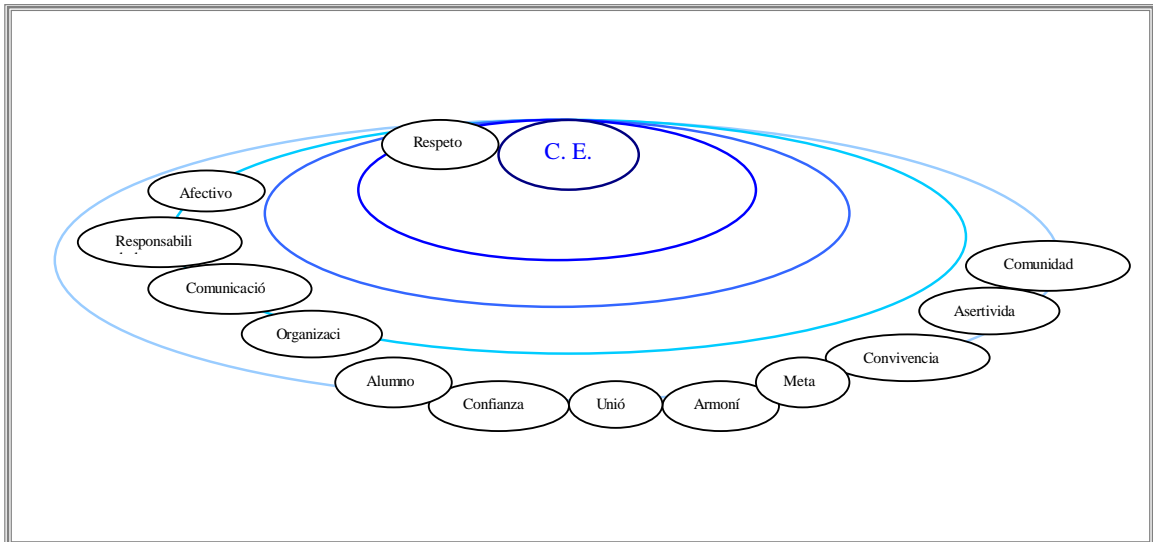 Respeto
C. E.
Afectivo
Responsabili
Comunicació
Organizaci
Alumno
Confianza
Unió
Armoní
Meta
Convivencia
Asertivida
Comunidad